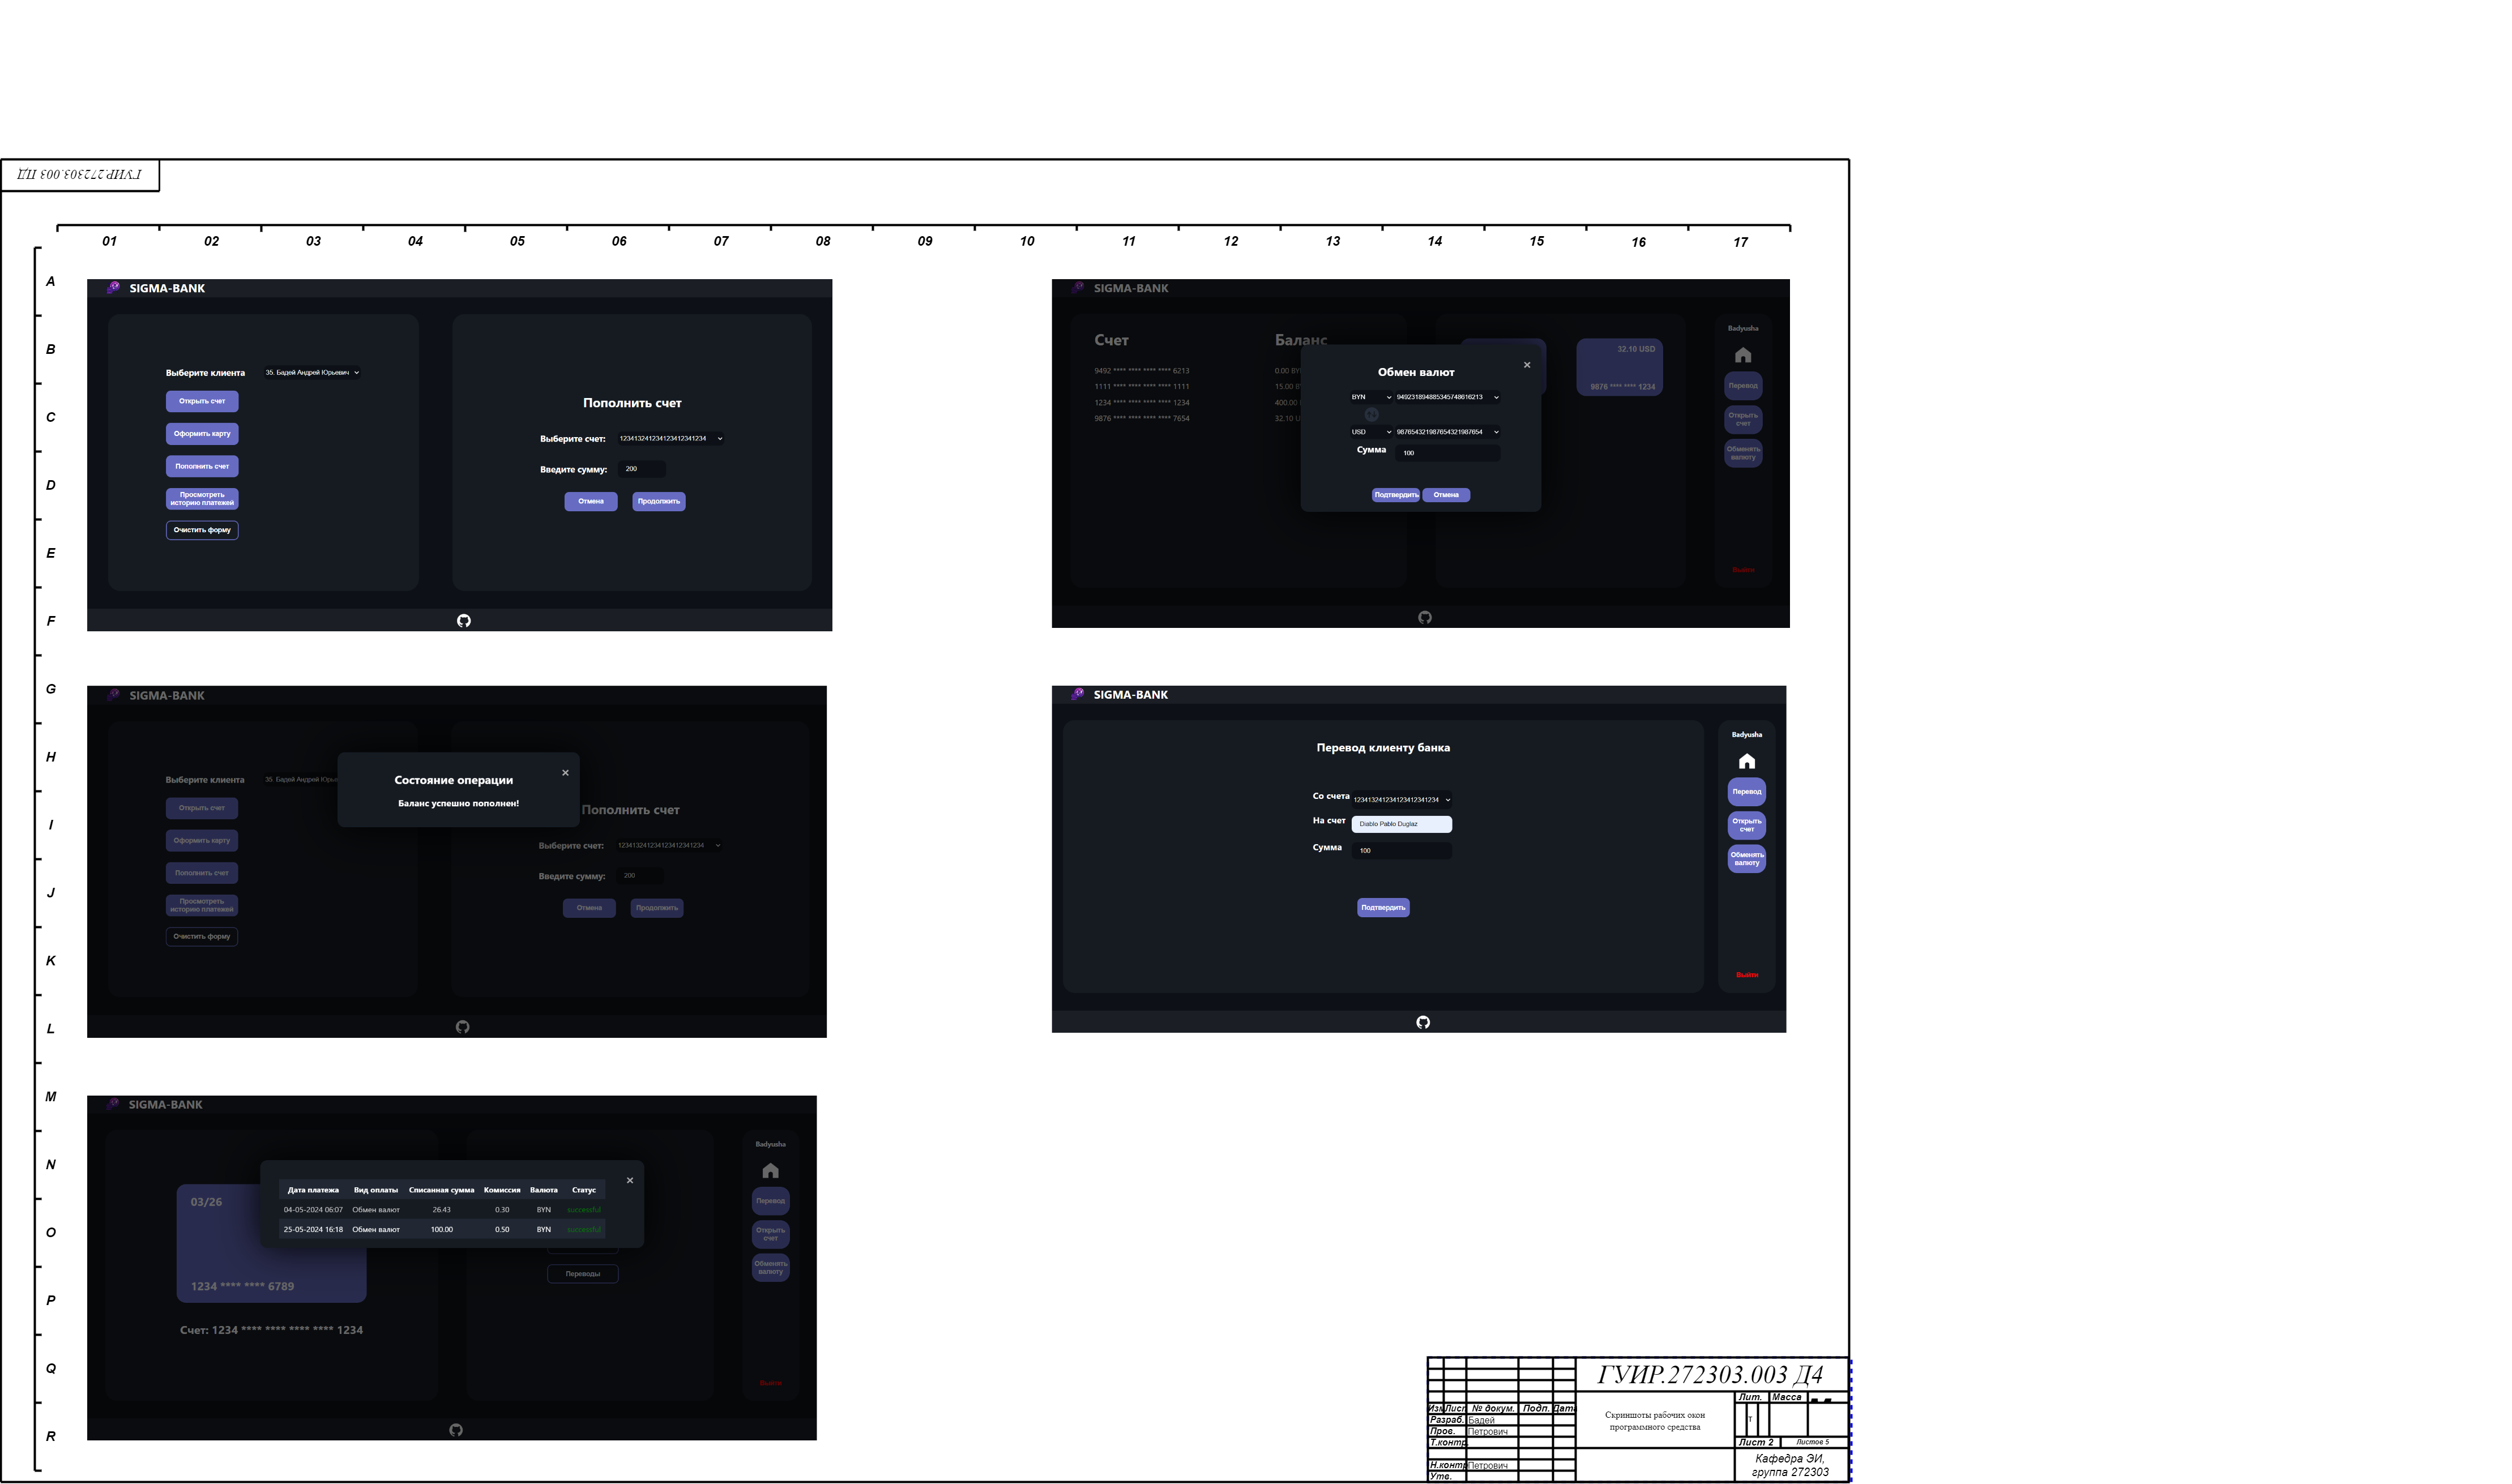 ГУИР.272303.003 ПД
01 02 03 04 05 06 07 08 09 10 11 12 13 14 15 16 17
A
B
C
D
E
F
G
H
I
J
K
L
M
N
O
P
Q
R
SIGMA-BANK
Выберите клиента 35. Бадей Андрей Юрьевич
Открыть счет
Оформить карту
Пополнить счет
Просмотреть
историю платежей
Очистить форму
Пополнить счет
Выберите счет: 1234132412341234123412341234
Введите сумму: 200
Отмена Продолжить
SIGMA-BANK
Счет Баланс
9492 **** **** **** **** 6213 0.00 BY
1111 **** **** **** **** 1111 15.00 B
1234 **** **** **** **** 1234 400.00
9876 **** **** **** **** 7654 32.10 U
32.10 USD
9876 **** **** 1234
Обмен валют
×
BYN 9492318948853457486162​13
USD 9876543219876543219876​54
Сумма 100
Подтвердить Отмена
Badyusha
Перевод
Открыть
счет
Обменять
валюту
Выйти
SIGMA-BANK
Выберите клиента 35. Бадей Андрей Юрье
Открыть счет
Оформить карту
Пополнить счет
Просмотреть
историю платежей
Очистить форму
Состояние операции
×
Баланс успешно пополнен!
Пополнить счет
Выберите счет: 1234132412341234123412341234
Введите сумму: 200
Отмена Продолжить
SIGMA-BANK
Перевод клиенту банка
Со счета 1234132412341234123412341234
На счет Diablo Pablo Duglaz
Сумма 100
Подтвердить
Badyusha
Перевод
Открыть
счет
Обменять
валюту
Выйти
SIGMA-BANK
03/26
1234 **** **** 6789
Счет: 1234 **** **** **** **** 1234
×
Дата платежа Вид оплаты Списанная сумма Комиссия Валюта Статус
04-05-2024 06:07 Обмен валют 26.43 0.30 BYN successful
25-05-2024 16:18 Обмен валют 100.00 0.50 BYN successful
Переводы
Badyusha
Перевод
Открыть
счет
Обменять
валюту
Выйти
ГУИР.272303.003 Д4
Изм Лист № докум. Подп. Дата
Разраб. Бадей
Пров. Петрович
Т.контр.
Н.контр Петрович
Утв.
Скриншоты рабочих окон
программного средства
Лит. Масса
Т
Лист 2 Листов 5
Кафедра ЭИ,
группа 272303